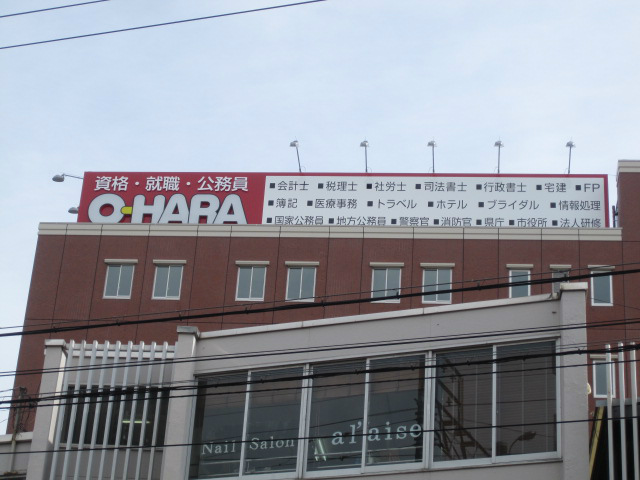 資格・就職・公務員
O-HARA
■会計士 ■税理士 ■社労士 ■司法書士 ■行政書士 ■宅建 ■FP
■簿記 ■医療事務 ■トラベル ■ホテル ■ブライダル ■情報処理
■国家公務員 ■地方公務員 ■警察官 ■消防官 ■県庁 ■市役所 ■法人研修
Nail Salon al'aise